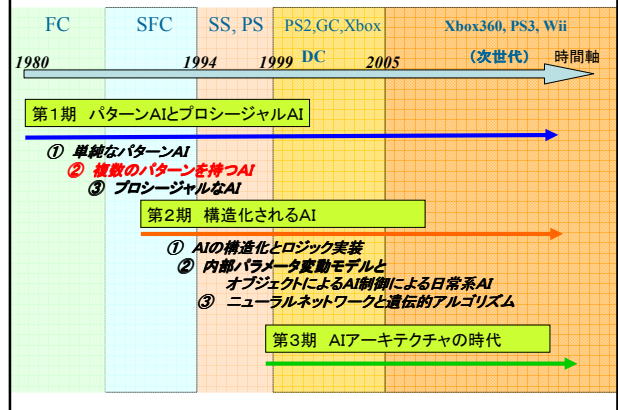 FC SFC SS, PS PS2,GC,Xbox Xbox360, PS3, Wii
DC (次世代) 時間軸
1980 1994 1999 2005
第1期 パターンAIとプロシージャルAI
① 単純なパターンAI
② 複数のパターンを持つAI
③ プロシージャルなAI
第2期 構造化されるAI
① AIの構造化とロジック実装
② 内部パラメータ変動モデルと
オブジェクトによるAI制御による日常系AI
③ ニューラルネットワークと遺伝的アルゴリズム
第3期 AIアーキテクチャの時代